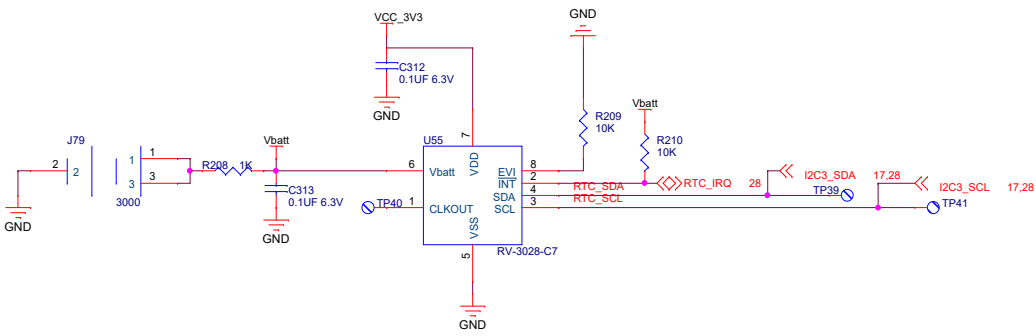 VCC_3V3
GND
C312
0.1UF 6.3V
GND
R209
10K
Vbatt
R210
10K
J79
2
2
1
1
3
3
3000
GND
R208
1K
Vbatt
C313
0.1UF 6.3V
GND
TP40
U55
7
VDD
6
Vbatt
1
CLKOUT
VSS
5
EVI
8
INT
2
SDA
4
SCL
3
RV-3028-C7
GND
RTC_SDA
RTC_SCL
RTC_IRQ
28
I2C3_SDA
17,28
TP39
I2C3_SCL
17,28
TP41